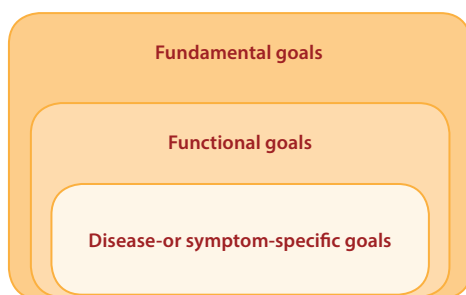 Fundamental goals
Functional goals
Disease-or symptom-specific goals